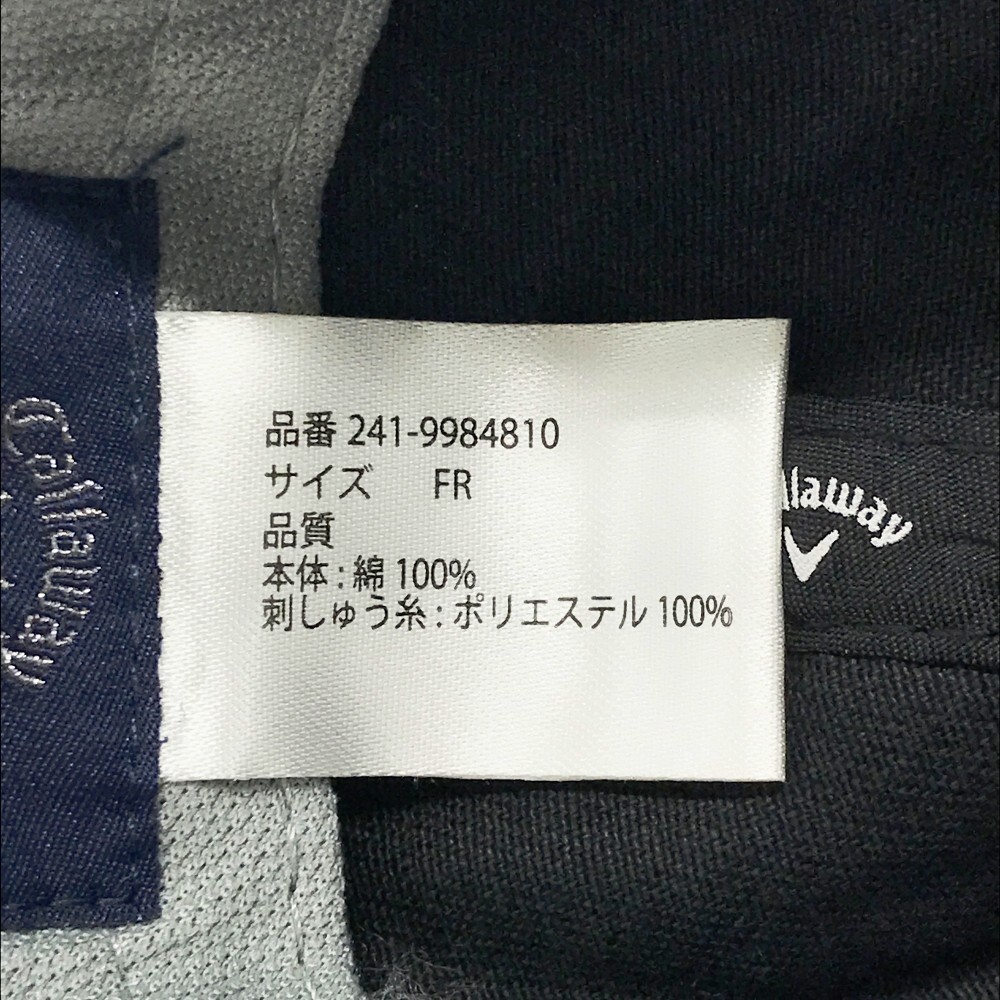 品番 241-9984810
サイズ FR
品質
本体 : 綿 100%
刺しゅう糸 : ポリエステル 100%
Callaway
llaway